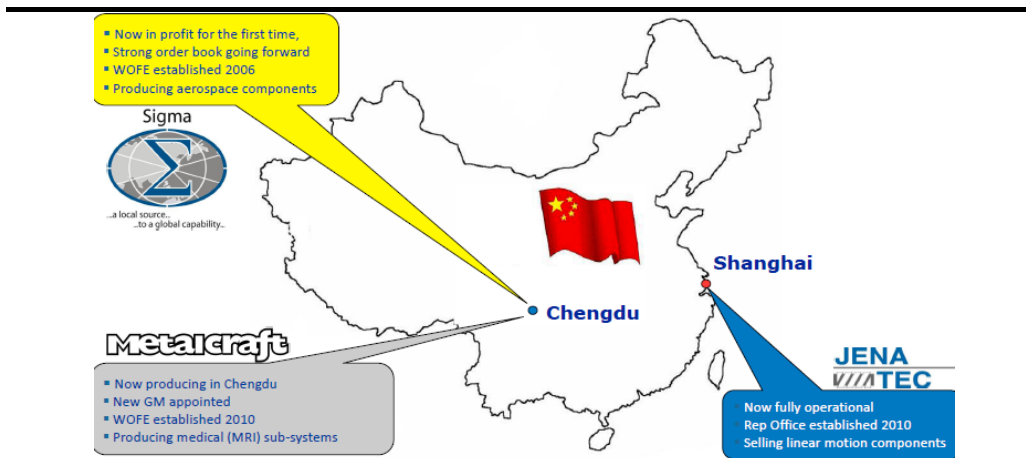 Now in profit for the first time,
Strong order book going forward
WOFE established 2006
Producing aerospace components
Sigma
Σ
...a local source..
..to a global capability...
Shanghai
Chengdu
Metalcraft
Now producing in Chengdu
New GM appointed
WOFE established 2010
Producing medical (MRI) sub-systems
JENA
TEC
Now fully operational
Rep Office established 2010
Selling linear motion components